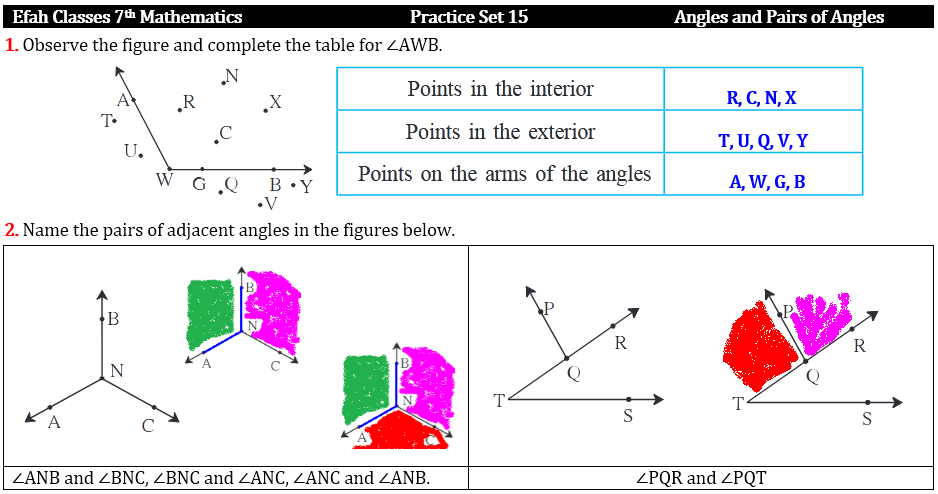 Efah Classes 7th Mathematics Practice Set 15 Angles and Pairs of Angles
1. Observe the figure and complete the table for ∠AWB.
N
A
R
X
T
C
U
W G Q B Y
V
Points in the interior R, C, N, X
Points in the exterior T, U, Q, V, Y
Points on the arms of the angles A, W, G, B
2. Name the pairs of adjacent angles in the figures below.
B
N
A
C
B
N
A
C
B
N
A
C
P
R
Q
T
S
P
R
Q
T
S
∠ANB and ∠BNC, ∠BNC and ∠ANC, ∠ANC and ∠ANB.
∠PQR and ∠PQT